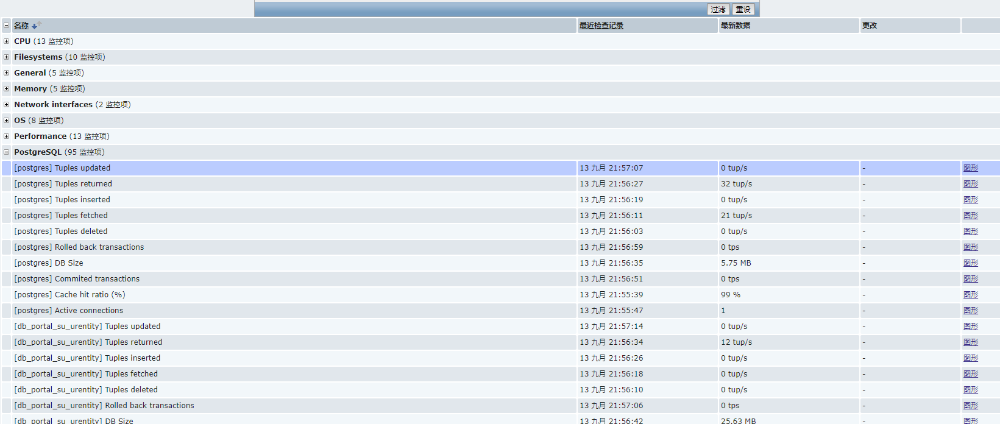 过滤 重设
名称 最近检查记录 最新数据 更改
CPU (13 监控项)
Filesystems (10 监控项)
General (5 监控项)
Memory (5 监控项)
Network interfaces (2 监控项)
OS (8 监控项)
Performance (13 监控项)
PostgreSQL (95 监控项)
[postgres] Tuples updated 13 九月 21:57:07 0 tup/s - 图形
[postgres] Tuples returned 13 九月 21:56:27 32 tup/s - 图形
[postgres] Tuples inserted 13 九月 21:56:19 0 tup/s - 图形
[postgres] Tuples fetched 13 九月 21:56:11 21 tup/s - 图形
[postgres] Tuples deleted 13 九月 21:56:03 0 tup/s - 图形
[postgres] Rolled back transactions 13 九月 21:56:59 0 tps - 图形
[postgres] DB Size 13 九月 21:56:35 5.75 MB - 图形
[postgres] Commited transactions 13 九月 21:56:51 0 tps - 图形
[postgres] Cache hit ratio (%) 13 九月 21:55:39 99 % - 图形
[postgres] Active connections 13 九月 21:55:47 1 - 图形
[db_portal_su_urentity] Tuples updated 13 九月 21:57:14 0 tup/s - 图形
[db_portal_su_urentity] Tuples returned 13 九月 21:56:34 12 tup/s - 图形
[db_portal_su_urentity] Tuples inserted 13 九月 21:56:26 0 tup/s - 图形
[db_portal_su_urentity] Tuples fetched 13 九月 21:56:18 0 tup/s - 图形
[db_portal_su_urentity] Tuples deleted 13 九月 21:56:10 0 tup/s - 图形
[db_portal_su_urentity] Rolled back transactions 13 九月 21:57:06 0 tps - 图形
[db_portal_su_urentity] DB Size 13 九月 21:56:42 25.63 MB - 图形